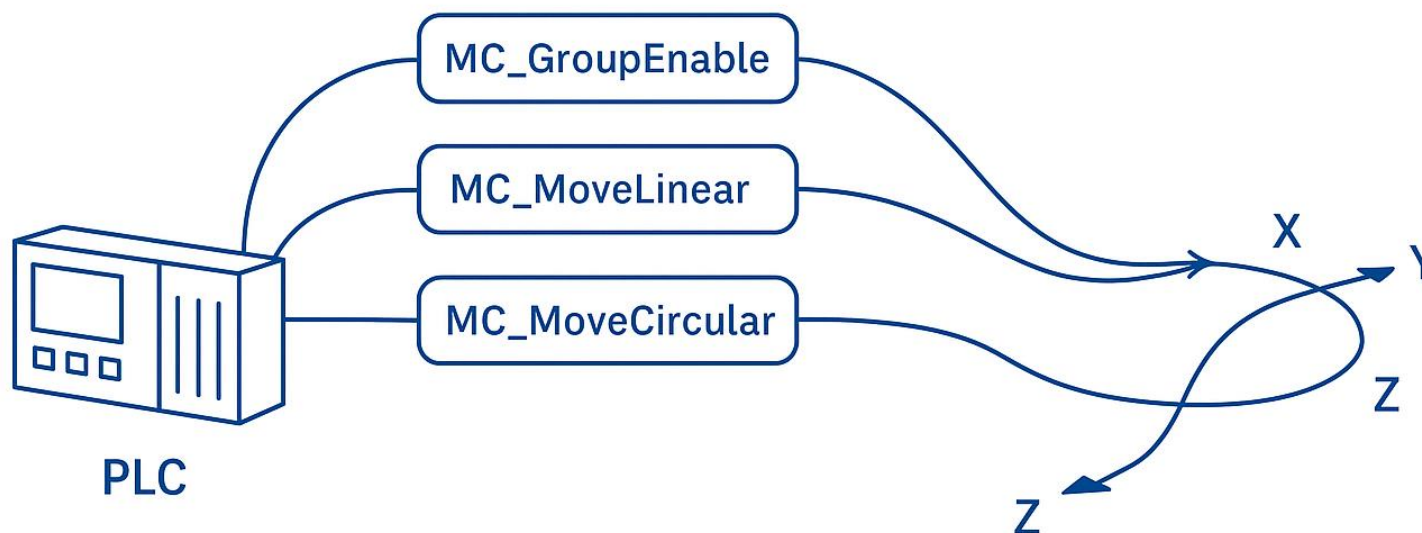 MC_GroupEnable
MC_MoveLinear
MC_MoveCircular
PLC
X
Y
Z
Z